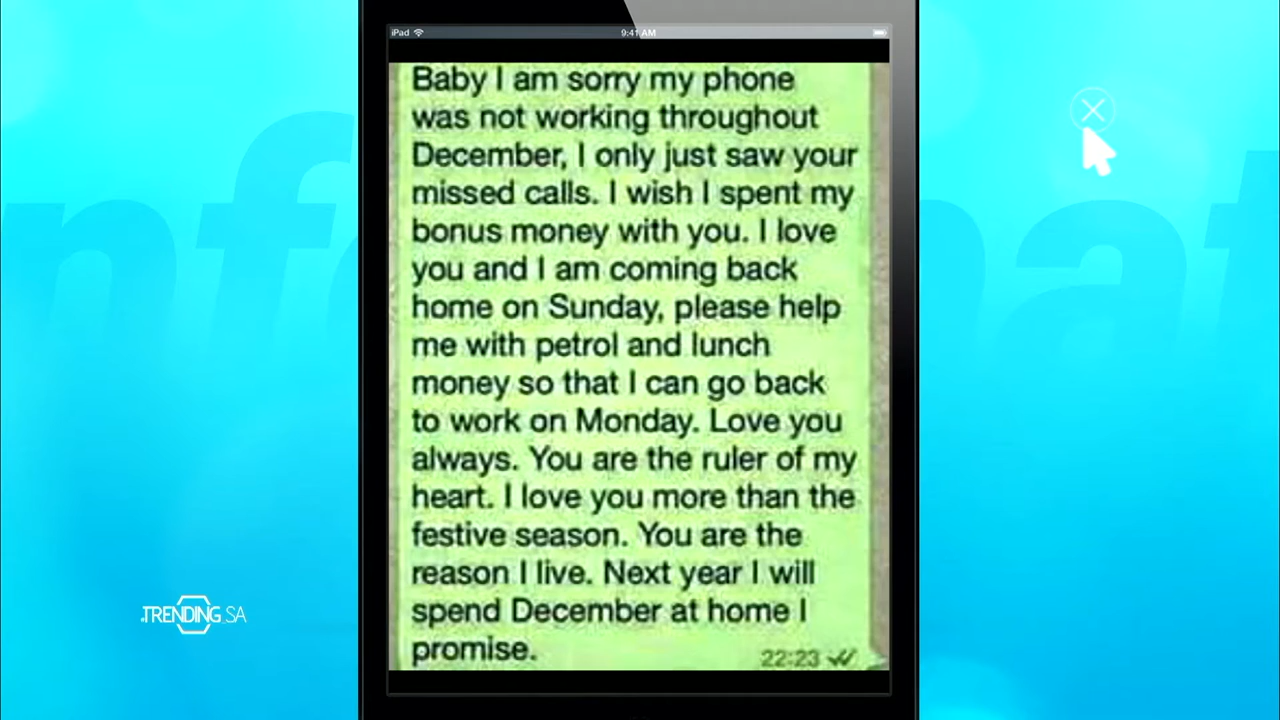 iPad
9:41 AM
Baby I am sorry my phone
was not working throughout
December, I only just saw your
missed calls. I wish I spent my
bonus money with you. I love
you and I am coming back
home on Sunday, please help
me with petrol and lunch
money so that I can go back
to work on Monday. Love you
always. You are the ruler of my
heart. I love you more than the
festive season. You are the
reason I live. Next year I will
spend December at home I
promise.
22:23
TRENDING SA